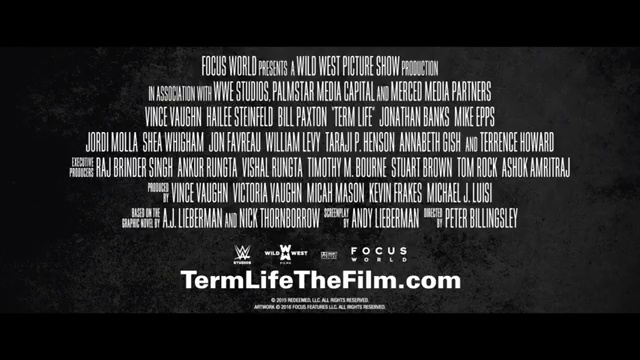 FOCUS WORLD PRESENTS A WILD WEST PICTURE SHOW PRODUCTION
IN ASSOCIATION WITH WWE STUDIOS, PALMSTAR MEDIA CAPITAL AND MERCED MEDIA PARTNERS
VINCE VAUGHN HAILEE STEINFELD BILL PAXTON "TERM LIFE" JONATHAN BANKS MIKE EPPS
JORDI MOLLA SHEA WHIGHAM JON FAVREAU WILLIAM LEVY TARAJI P. HENSON ANNABETH GISH AND TERRENCE HOWARD
EXECUTIVE PRODUCERS RAJ BRINDER SINGH ANKUR RUNGTA VISHAL RUNGTA TIMOTHY M. BOURNE STUART BROWN TOM ROCK ASHOK AMRITRAJ
PRODUCED BY VINCE VAUGHN VICTORIA VAUGHN MICAH MASON KEVIN FRAKES MICHAEL J. LUISI
BASED ON THE GRAPHIC NOVEL BY A.J. LIEBERMAN AND NICK THORNBORROW SCREENPLAY BY ANDY LIEBERMAN DIRECTED BY PETER BILLINGSLEY
W STUDIOS WILD WEST FILMS FOCUS WORLD
TermLifeTheFilm.com
© 2015 REDEEMED, LLC. ALL RIGHTS RESERVED.
ARTWORK © 2016 FOCUS FEATURES LLC. ALL RIGHTS RESERVED.